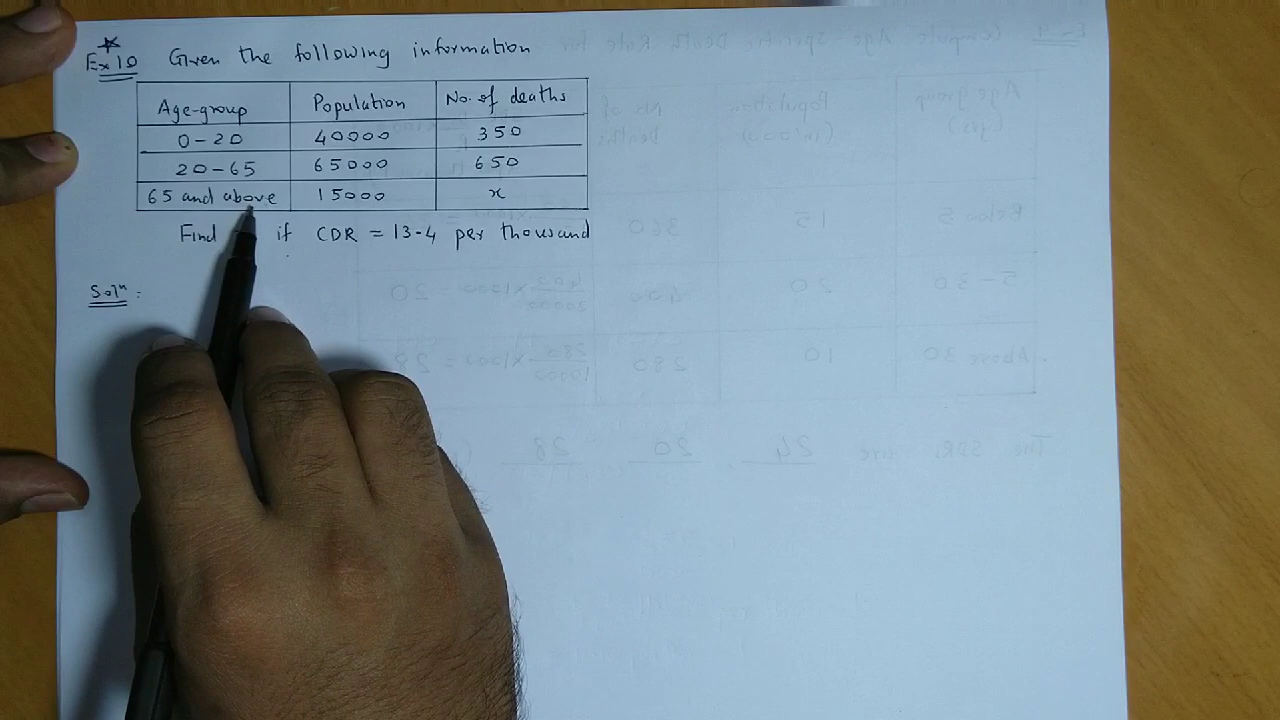 Ex 10 Given the following information
Age-group Population No. of deaths
0-20 40000 350
20-65 65000 650
65 and above 15000 x
Find if CDR = 13.4 per thousand
Solⁿ :